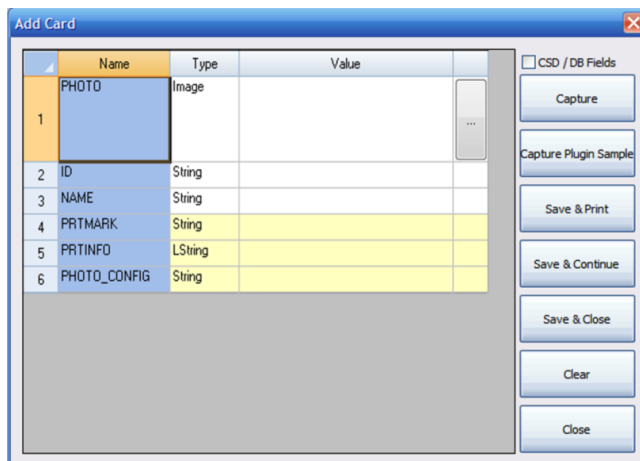 Add Card
Name Type Value
CSD / DB Fields
1 PHOTO Image ...
Capture
Capture Plugin Sample
2 ID String
3 NAME String
Save & Print
4 PRTMARK String
5 PRTINFO LString
Save & Continue
6 PHOTO_CONFIG String
Save & Close
Clear
Close